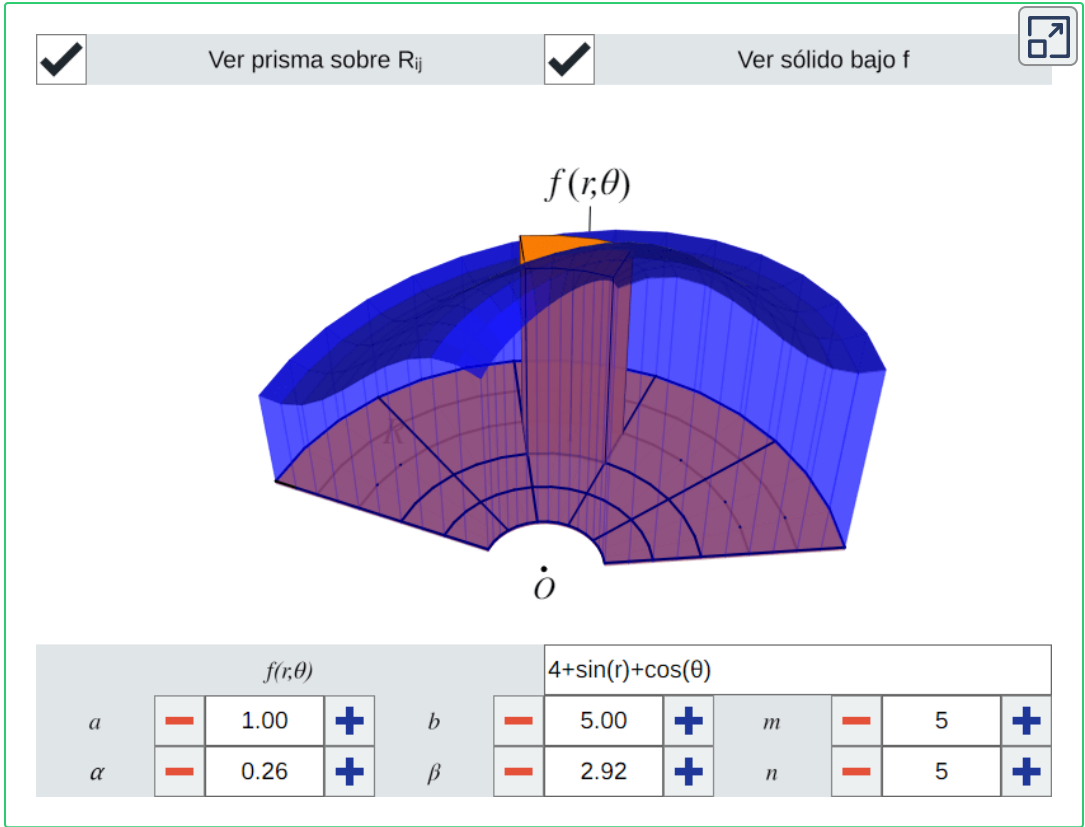 Ver prisma sobre Rij
Ver sólido bajo f
f(r,θ)
R
O
f(r,θ) 4+sin(r)+cos(θ)
a 1.00 b 5.00 m 5
α 0.26 β 2.92 n 5